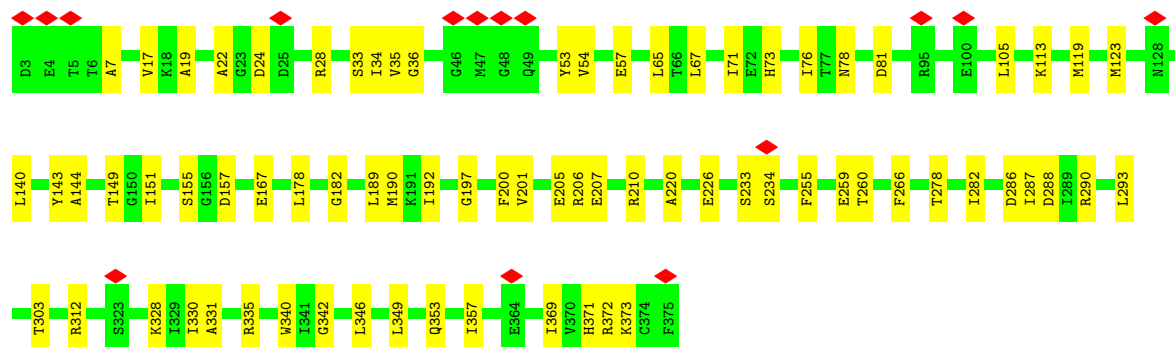 D3 E4 T5 T6 A7 V17 K18 A19 A22 G23 D24 D25 R28 S33 I34 V35 G36 G46 M47 G48 Q49 Y53 V54 E57 L65 T66 L67 I71 E72 H73 I76 T77 N78 D81 R95 E100 L105 K113 M119 M123 N128
L140 Y143 A144 T149 G150 I151 S155 G156 D157 E167 L178 G182 L189 M190 K191 I192 G197 F200 V201 E205 R206 E207 R210 A220 E226 S233 S234 F255 E259 T260 F266 T278 I282 D286 I287 D288 I289 R290 L293
T303 R312 S323 K328 I329 I330 A331 R335 W340 I341 G342 L346 L349 Q353 I357 E364 I369 V370 H371 R372 K373 C374 F375